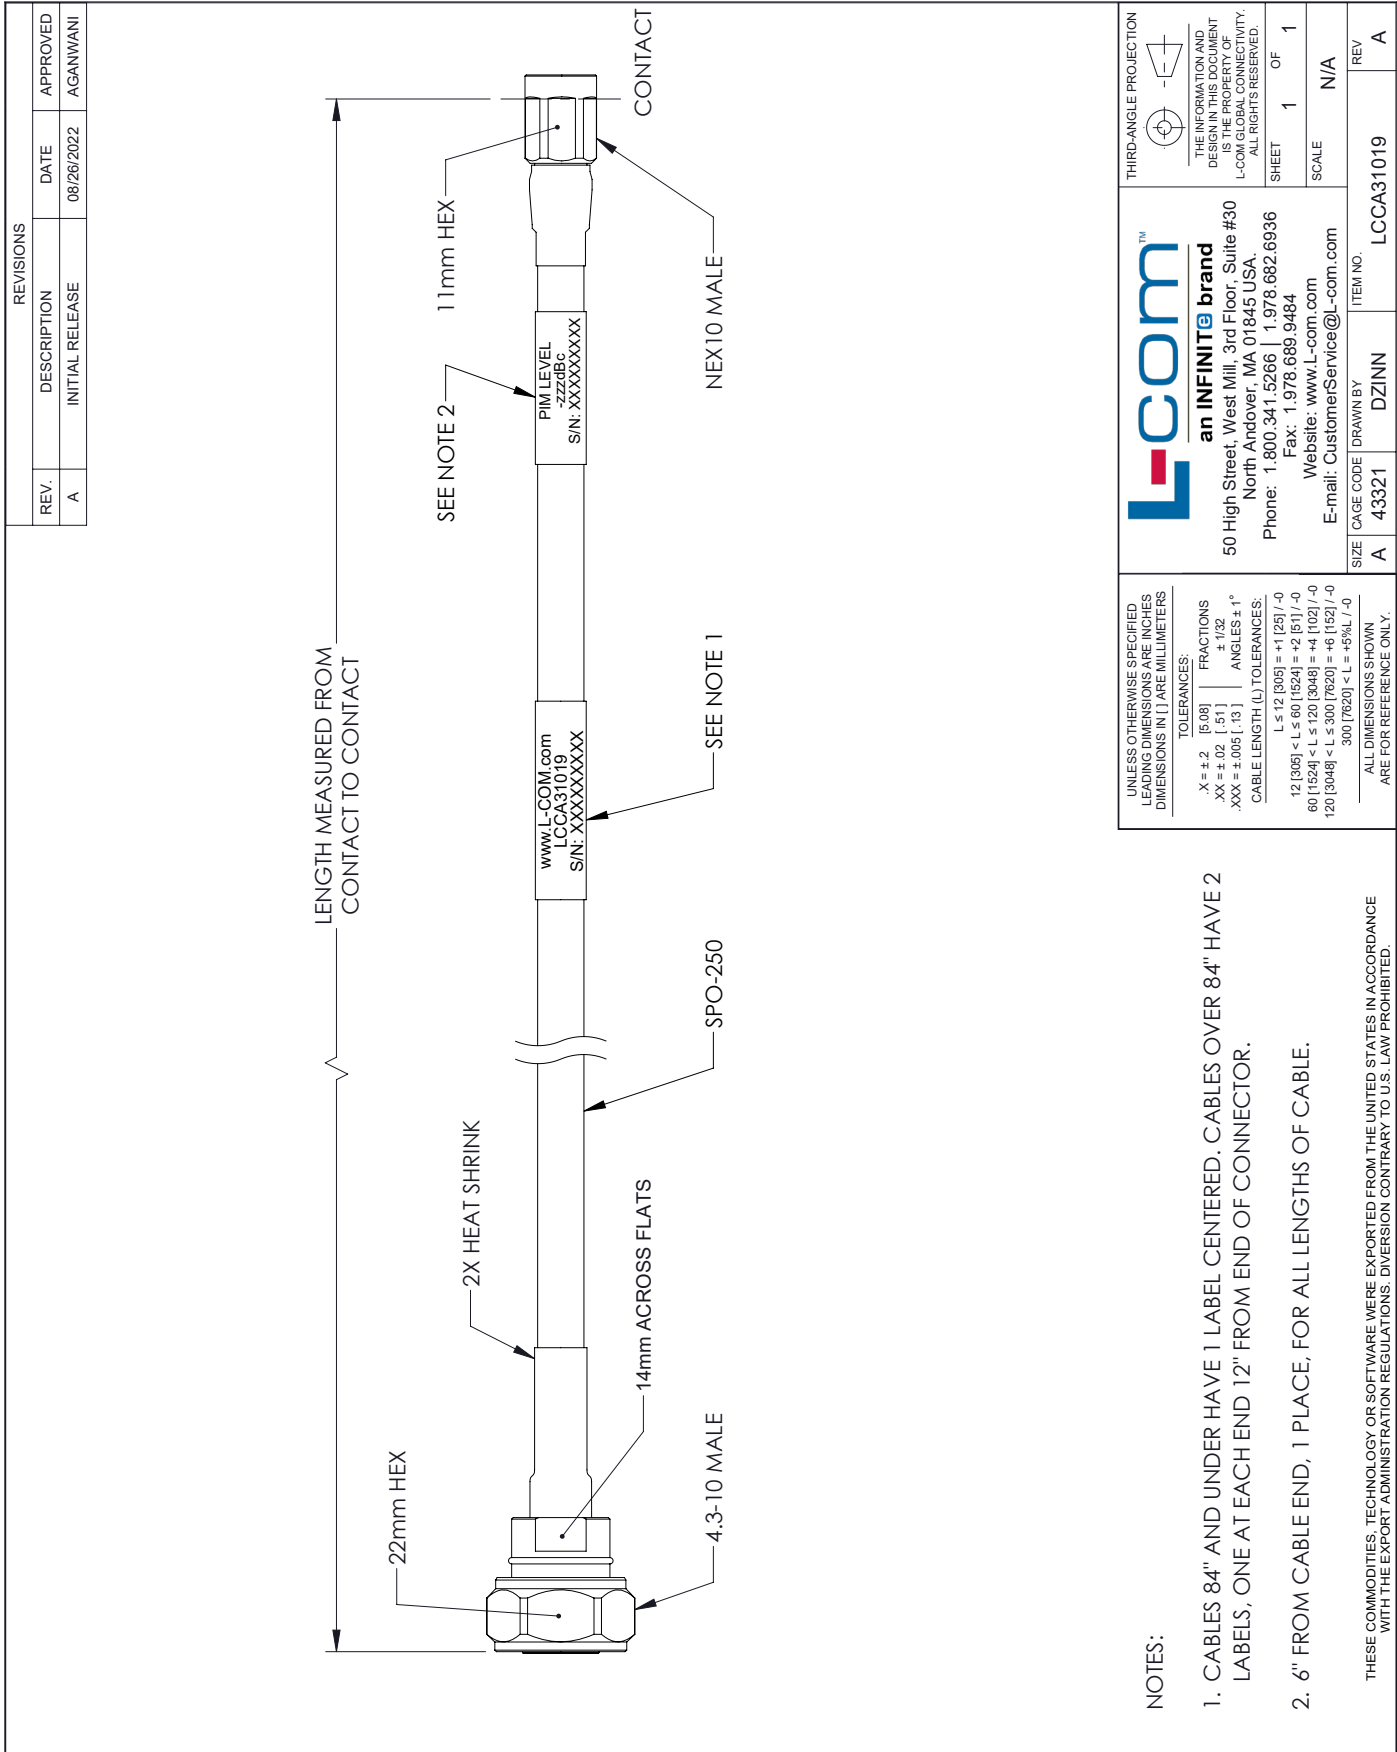 REVISIONS
REV. DESCRIPTION DATE APPROVED
A INITIAL RELEASE 08/26/2022 AGANWANI
LENGTH MEASURED FROM
CONTACT TO CONTACT
CONTACT
22mm HEX
2X HEAT SHRINK
SEE NOTE 2
11mm HEX
www.L-COM.com
LCCA31019
S/N: XXXXXXXXX
PIM LEVEL
-zzzdBc
S/N: XXXXXXXXX
14mm ACROSS FLATS
4.3-10 MALE
SPO-250
SEE NOTE 1
NEX10 MALE
NOTES:
1. CABLES 84" AND UNDER HAVE 1 LABEL CENTERED. CABLES OVER 84" HAVE 2
LABELS, ONE AT EACH END 12" FROM END OF CONNECTOR.
2. 6" FROM CABLE END, 1 PLACE, FOR ALL LENGTHS OF CABLE.
THESE COMMODITIES, TECHNOLOGY OR SOFTWARE WERE EXPORTED FROM THE UNITED STATES IN ACCORDANCE
WITH THE EXPORT ADMINISTRATION REGULATIONS. DIVERSION CONTRARY TO U.S. LAW PROHIBITED.
UNLESS OTHERWISE SPECIFIED
LEADING DIMENSIONS ARE INCHES
DIMENSIONS IN [ ] ARE MILLIMETERS
TOLERANCES:
.X = ± .2 [5.08] FRACTIONS
.XX = ± .02 [ .51 ] ± 1/32
.XXX = ± .005 [ .13 ] ANGLES ± 1°
CABLE LENGTH (L) TOLERANCES:
L ≤ 12 [305] = +1 [25] / -0
12 [305] < L ≤ 60 [1524] = +2 [51] / -0
60 [1524] < L ≤ 120 [3048] = +4 [102] / -0
120 [3048] < L ≤ 300 [7620] = +6 [152] / -0
300 [7620] < L = +5%L / -0
ALL DIMENSIONS SHOWN
ARE FOR REFERENCE ONLY.
L-com™
an INFINITe brand
50 High Street, West Mill, 3rd Floor, Suite #30
North Andover, MA 01845 USA.
Phone: 1.800.341.5266 | 1.978.682.6936
Fax: 1.978.689.9484
Website: www.L-com.com
E-mail: CustomerService@L-com.com
THIRD-ANGLE PROJECTION
THE INFORMATION AND
DESIGN IN THIS DOCUMENT
IS THE PROPERTY OF
L-COM GLOBAL CONNECTIVITY.
ALL RIGHTS RESERVED.
SHEET 1 OF 1
SCALE N/A
SIZE A
CAGE CODE 43321
DRAWN BY DZINN
ITEM NO. LCCA31019
REV A